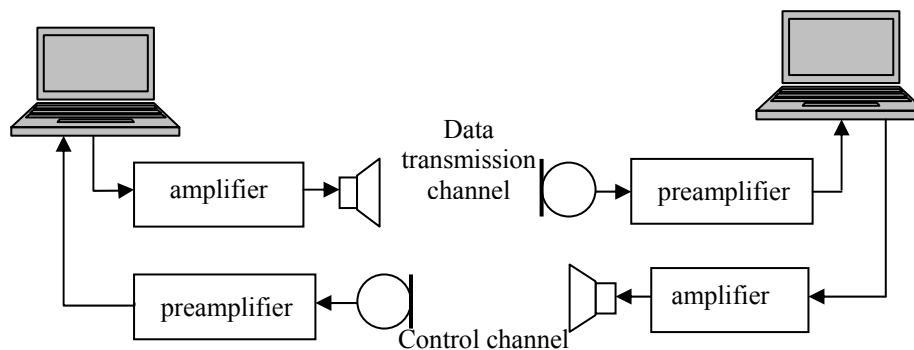 Data
transmission
channel
amplifier
preamplifier
preamplifier
amplifier
Control channel